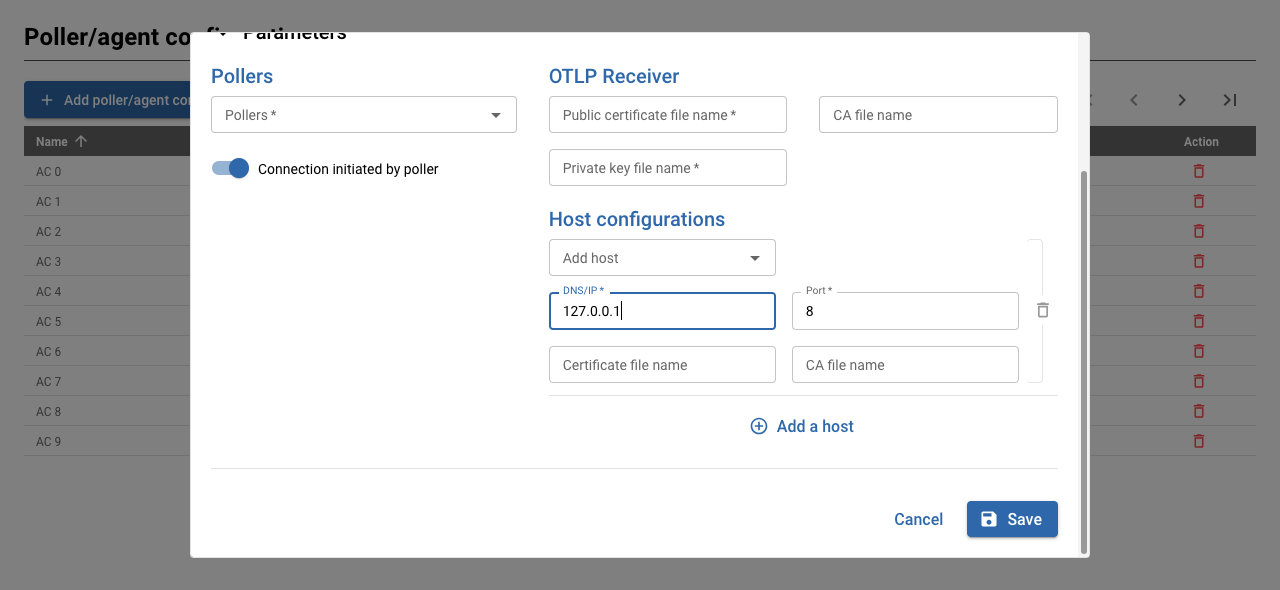 Poller/agent co
Parameters
Add poller/agent co
Name
Action
AC 0
AC 1
AC 2
AC 3
AC 4
AC 5
AC 6
AC 7
AC 8
AC 9
Pollers
OTLP Receiver
Pollers *
Public certificate file name *
CA file name
Connection initiated by poller
Private key file name *
Host configurations
Add host
DNS/IP *
Port *
127.0.0.1
8
Certificate file name
CA file name
Add a host
Cancel
Save